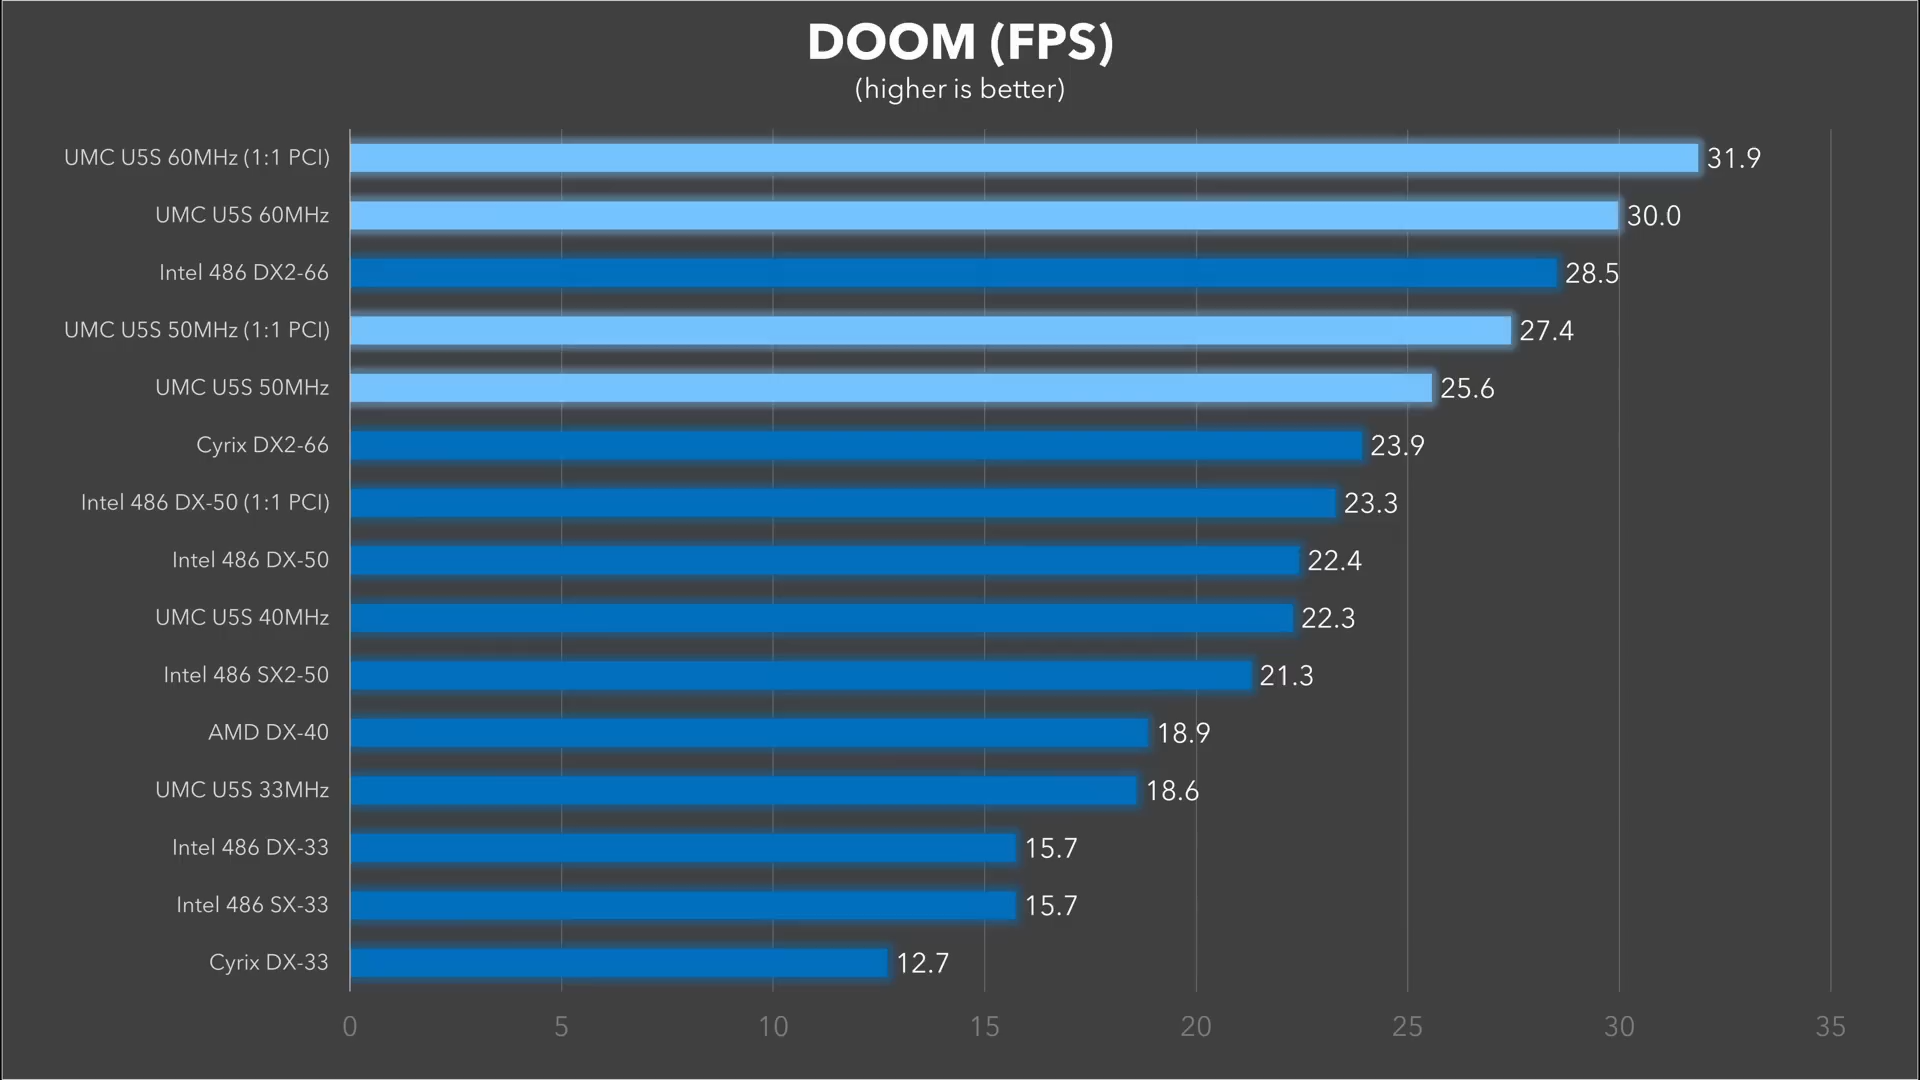 DOOM (FPS)
(higher is better)
UMC U5S 60MHz (1:1 PCI) 31.9
UMC U5S 60MHz 30.0
Intel 486 DX2-66 28.5
UMC U5S 50MHz (1:1 PCI) 27.4
UMC U5S 50MHz 25.6
Cyrix DX2-66 23.9
Intel 486 DX-50 (1:1 PCI) 23.3
Intel 486 DX-50 22.4
UMC U5S 40MHz 22.3
Intel 486 SX2-50 21.3
AMD DX-40 18.9
UMC U5S 33MHz 18.6
Intel 486 DX-33 15.7
Intel 486 SX-33 15.7
Cyrix DX-33 12.7
0 5 10 15 20 25 30 35